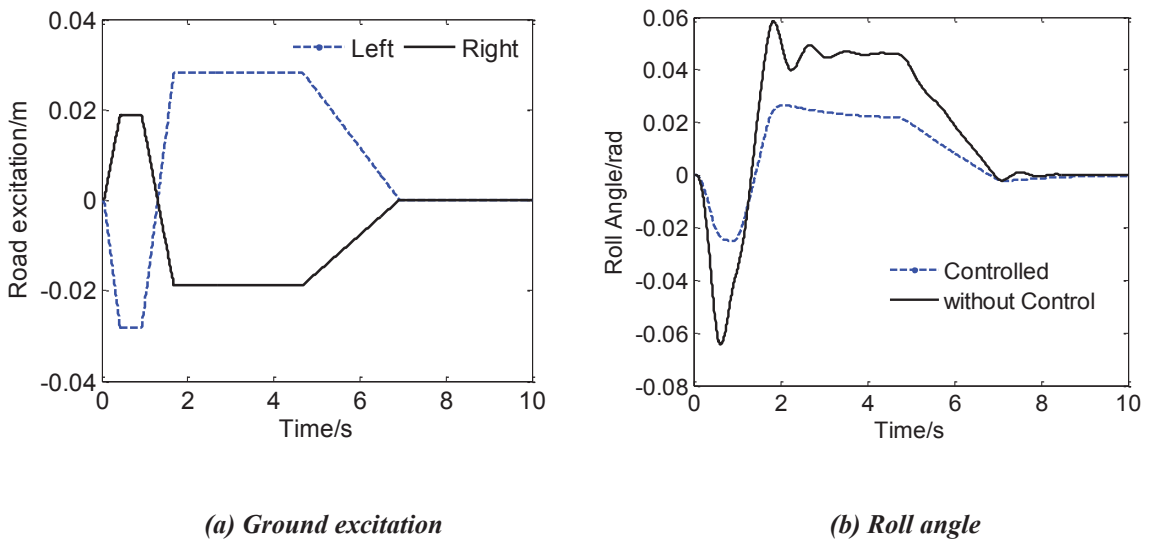 0.04
0.02
0
-0.02
-0.04
Road excitation/m
Left
Right
0
2
4
6
8
10
Time/s
(a) Ground excitation
0.06
0.04
0.02
0
-0.02
-0.04
-0.06
-0.08
Roll Angle/rad
Controlled
without Control
0
2
4
6
8
10
Time/s
(b) Roll angle